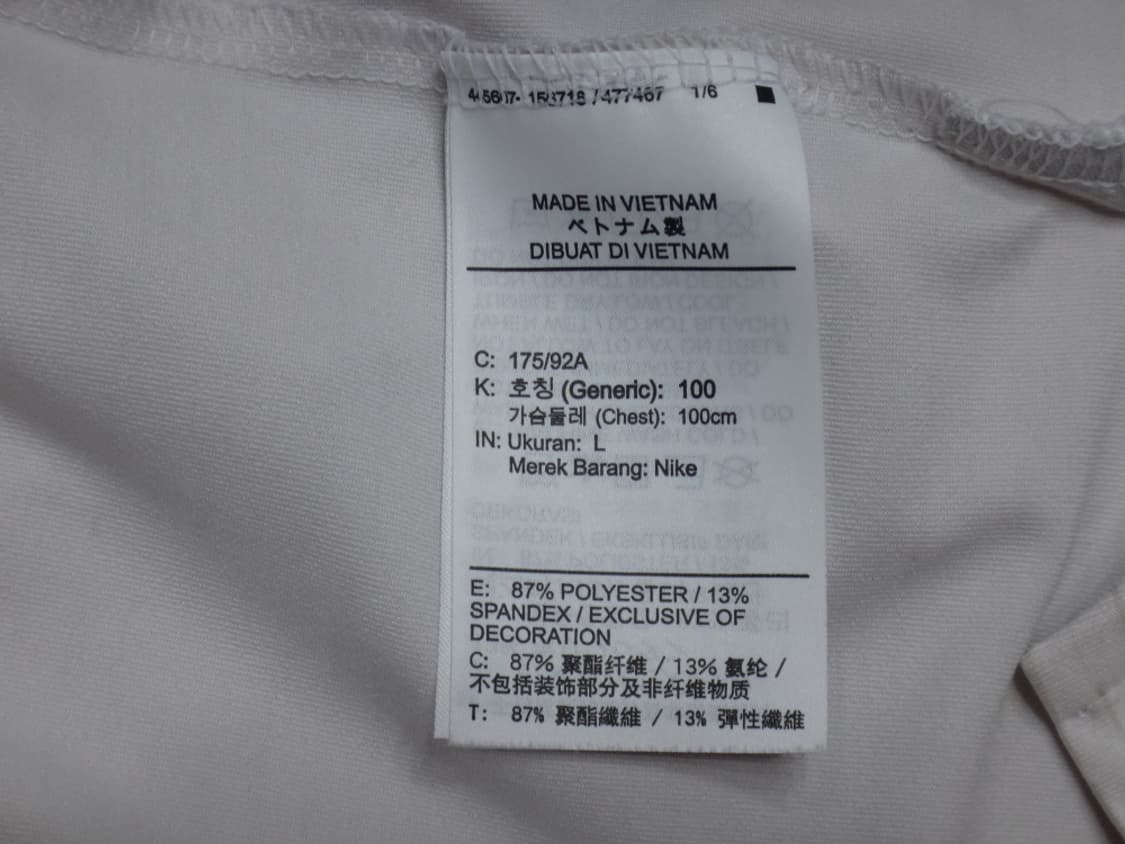 /477467 1/6
MADE IN VIETNAM
ベトナム製
DIBUAT DI VIETNAM
C: 175/92A
K: 호칭 (Generic): 100
가슴둘레 (Chest): 100cm
IN: Ukuran: L
Merek Barang: Nike
E: 87% POLYESTER / 13%
SPANDEX / EXCLUSIVE OF
DECORATION
C: 87% 聚酯纤维 / 13% 氨纶 /
不包括装饰部分及非纤维物质
T: 87% 聚酯纖維 / 13% 彈性纖維